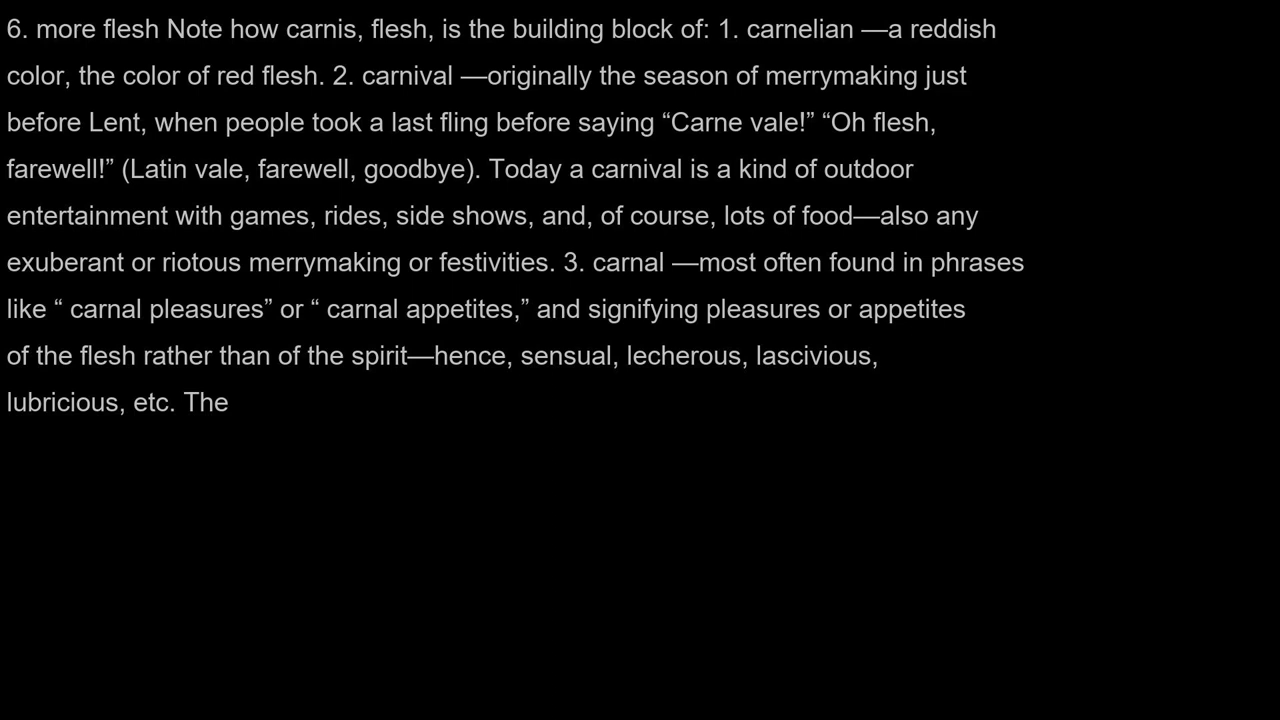 6. more flesh Note how carnis, flesh, is the building block of: 1. carnelian —a reddish
color, the color of red flesh. 2. carnival —originally the season of merrymaking just
before Lent, when people took a last fling before saying “Carne vale!” “Oh flesh,
farewell!” (Latin vale, farewell, goodbye). Today a carnival is a kind of outdoor
entertainment with games, rides, side shows, and, of course, lots of food—also any
exuberant or riotous merrymaking or festivities. 3. carnal —most often found in phrases
like “ carnal pleasures” or “ carnal appetites,” and signifying pleasures or appetites
of the flesh rather than of the spirit—hence, sensual, lecherous, lascivious,
lubricious, etc. The